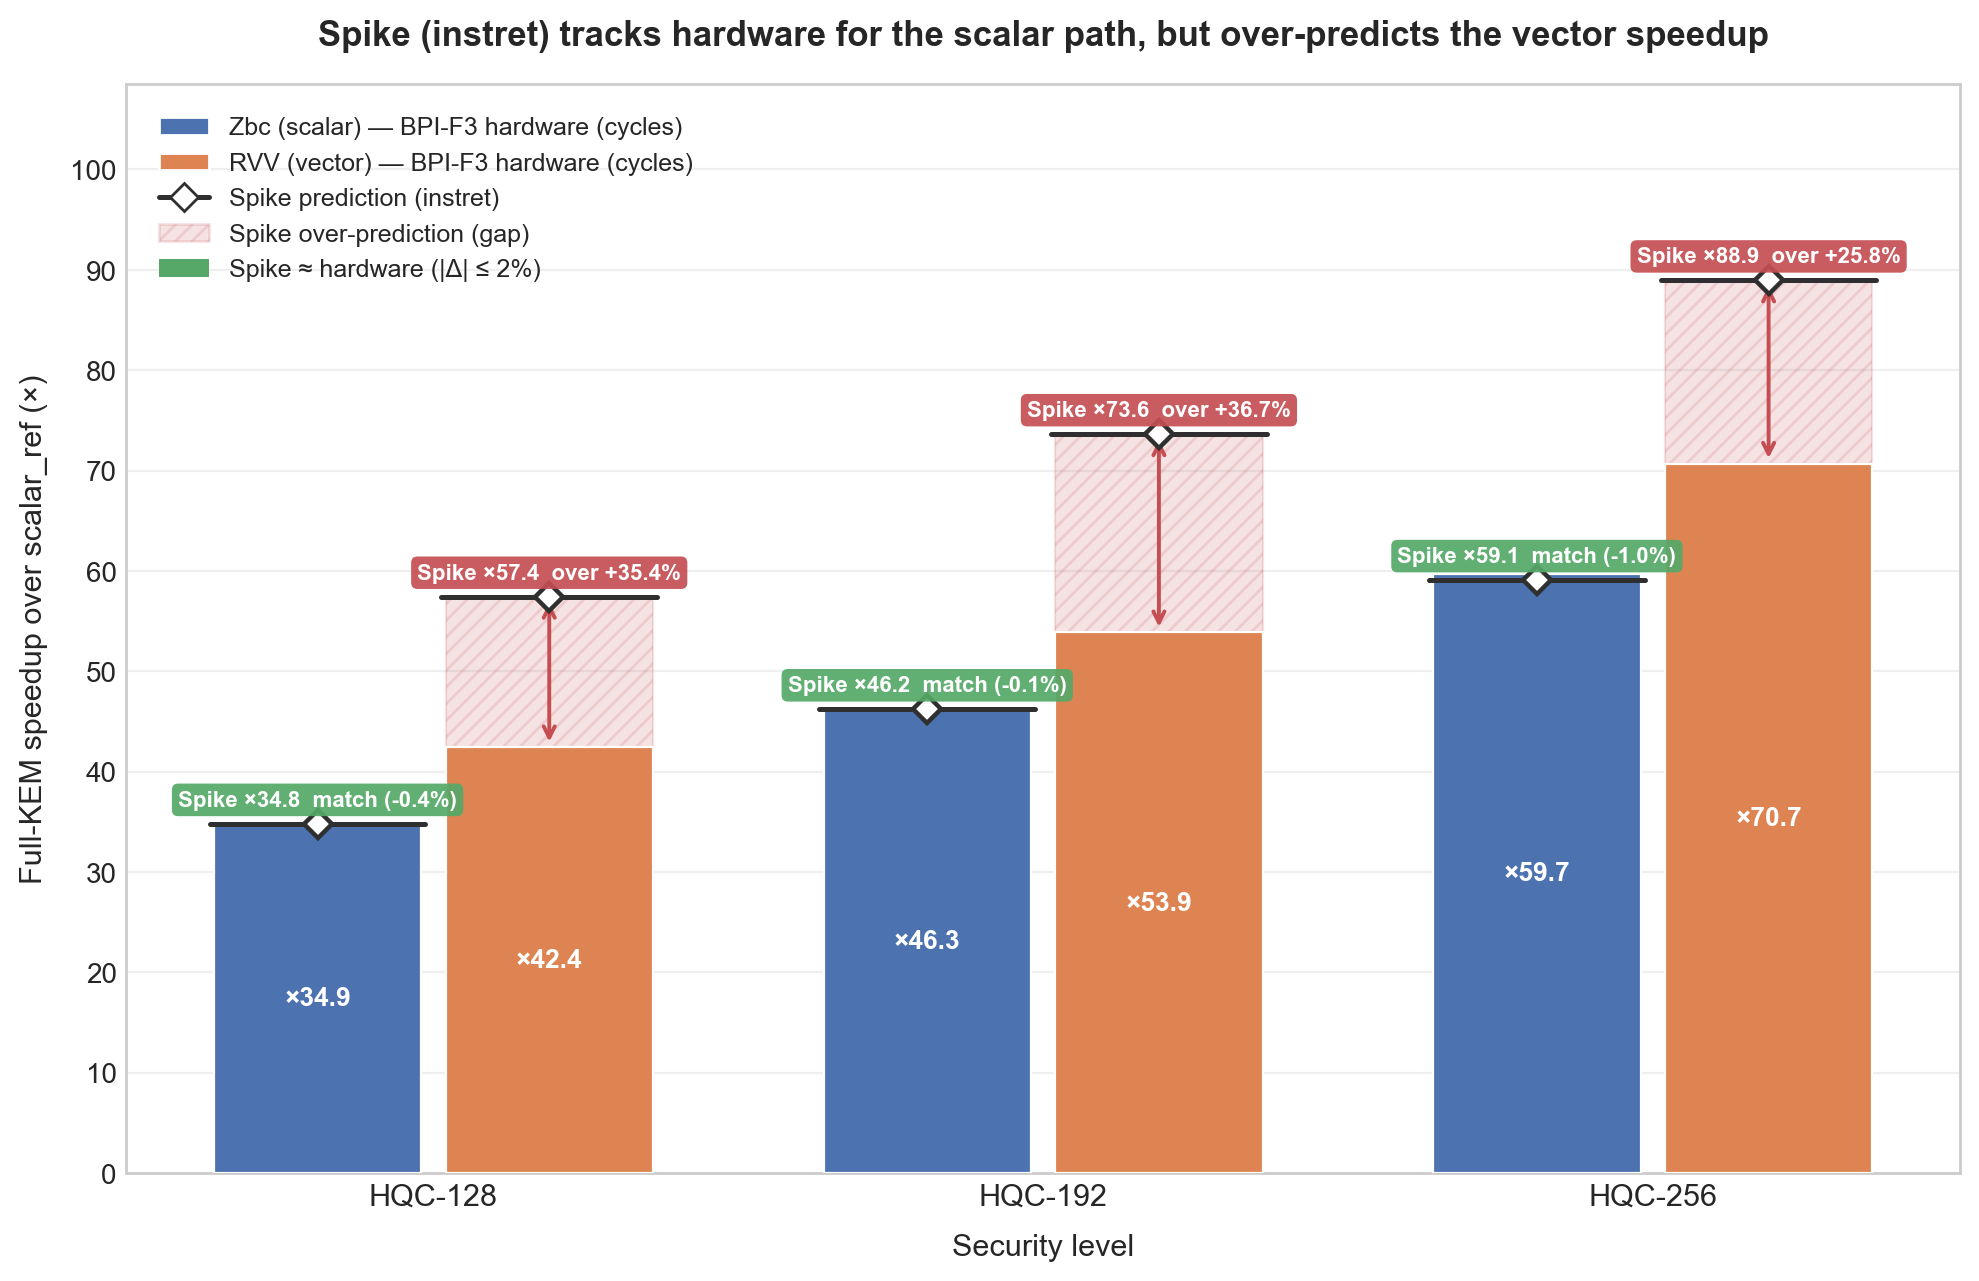 Spike (instret) tracks hardware for the scalar path, but over-predicts the vector speedup
Zbc (scalar) — BPI-F3 hardware (cycles)
RVV (vector) — BPI-F3 hardware (cycles)
Spike prediction (instret)
Spike over-prediction (gap)
Spike ≈ hardware (|Δ| ≤ 2%)
Full-KEM speedup over scalar_ref (×)
100
90
80
70
60
50
40
30
20
10
0
Spike ×34.8 match (-0.4%)
×34.9
Spike ×57.4 over +35.4%
×42.4
Spike ×46.2 match (-0.1%)
×46.3
Spike ×73.6 over +36.7%
×53.9
Spike ×59.1 match (-1.0%)
×59.7
Spike ×88.9 over +25.8%
×70.7
HQC-128
HQC-192
HQC-256
Security level